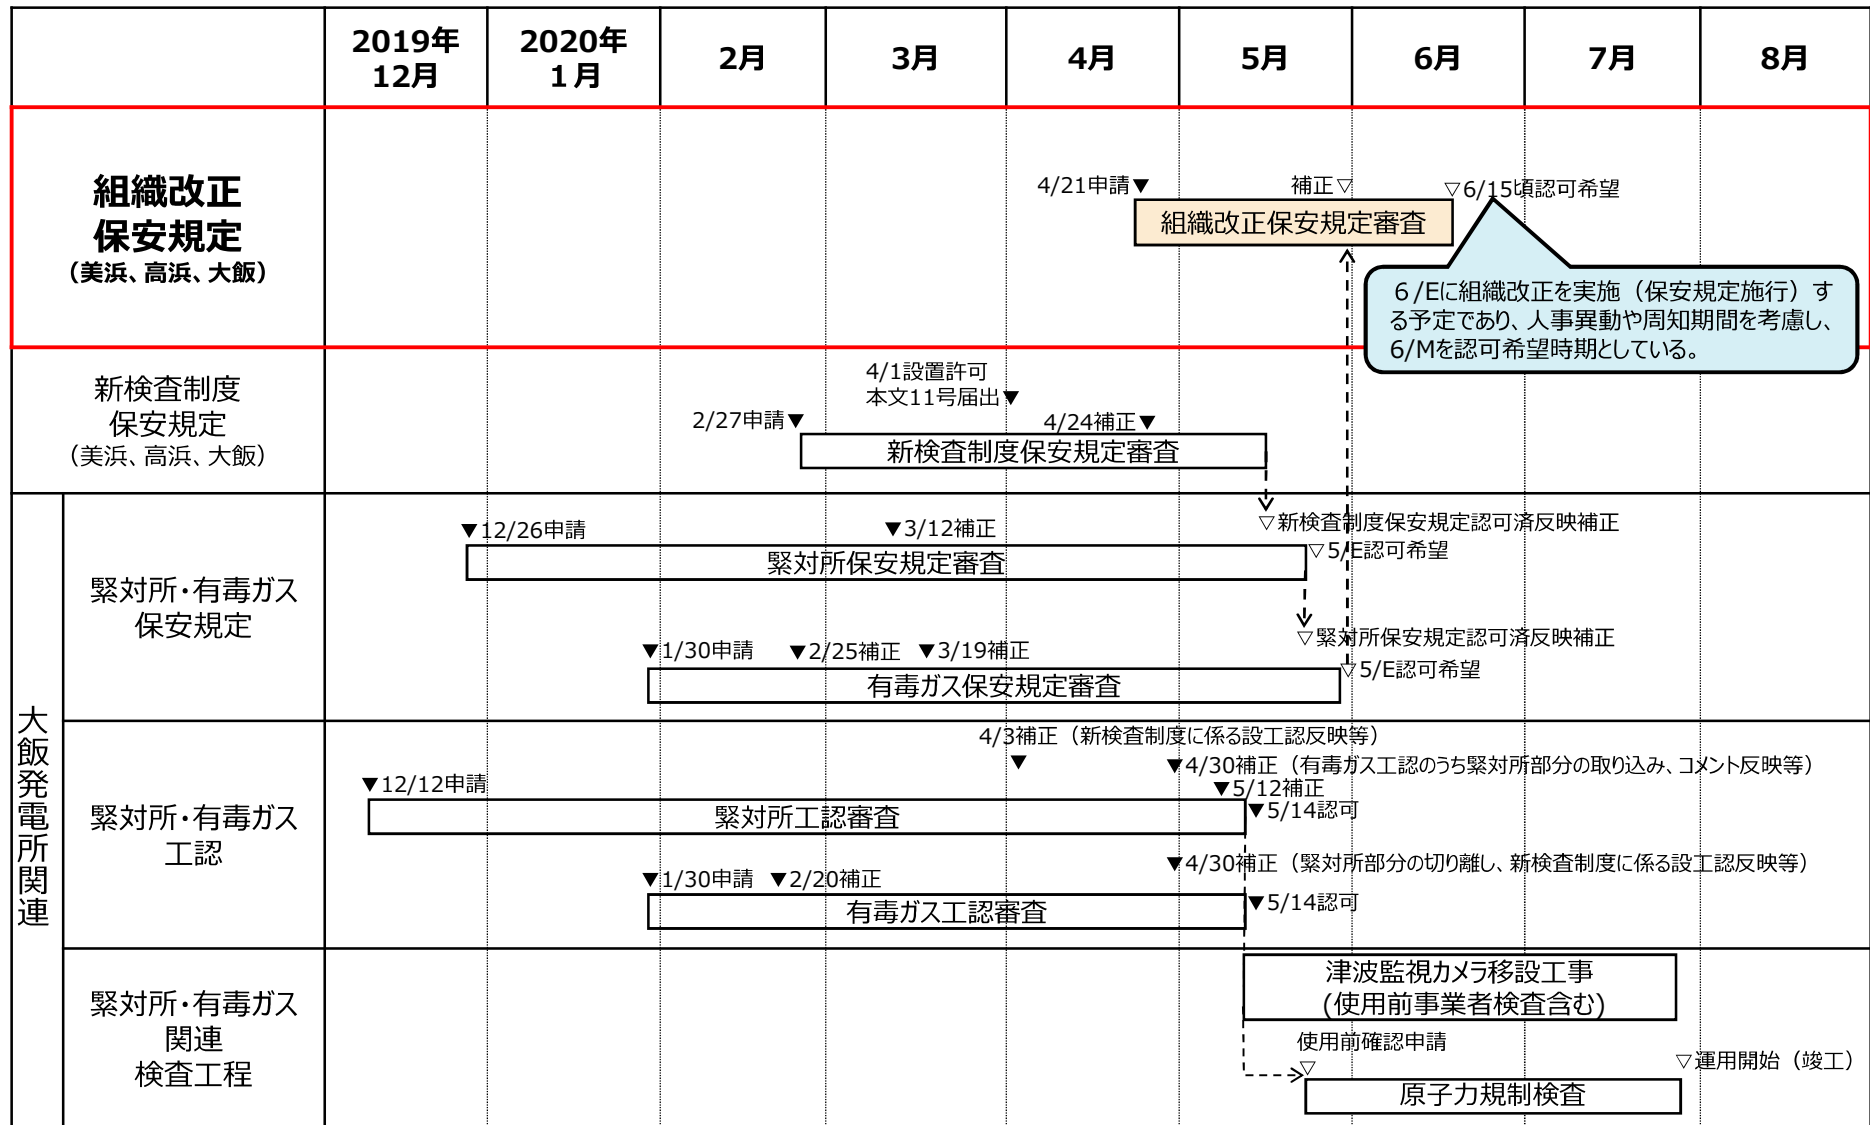 2019年
12月
2020年
１月
2月
3月
4月
5月
6月
7月
8月
組織改正
保安規定
（美浜、高浜、大飯）
4/21申請▼
補正▽
▽6/15頃認可希望
組織改正保安規定審査
６/Eに組織改正を実施（保安規定施行）す
る予定であり、人事異動や周知期間を考慮し、
6/Mを認可希望時期としている。
新検査制度
保安規定
（美浜、高浜、大飯）
4/1設置許可
本文11号届出▼
2/27申請▼
4/24補正▼
新検査制度保安規定審査
大飯発電所関連
緊対所・有毒ガス
保安規定
▼12/26申請
▼3/12補正
▽新検査制度保安規定認可済反映補正
緊対所保安規定審査
▽5/E認可希望
▽緊対所保安規定認可済反映補正
▼1/30申請
▼2/25補正
▼3/19補正
有毒ガス保安規定審査
▽5/E認可希望
緊対所・有毒ガス
工認
4/3補正（新検査制度に係る設工認反映等）
▼
▼4/30補正（有毒ガス工認のうち緊対所部分の取り込み、コメント反映等）
▼12/12申請
▼5/12補正
緊対所工認審査
▼5/14認可
▼4/30補正（緊対所部分の切り離し、新検査制度に係る設工認反映等）
▼1/30申請
▼2/20補正
有毒ガス工認審査
▼5/14認可
緊対所・有毒ガス
関連
検査工程
津波監視カメラ移設工事
(使用前事業者検査含む)
使用前確認申請
▽
▽運用開始（竣工）
原子力規制検査